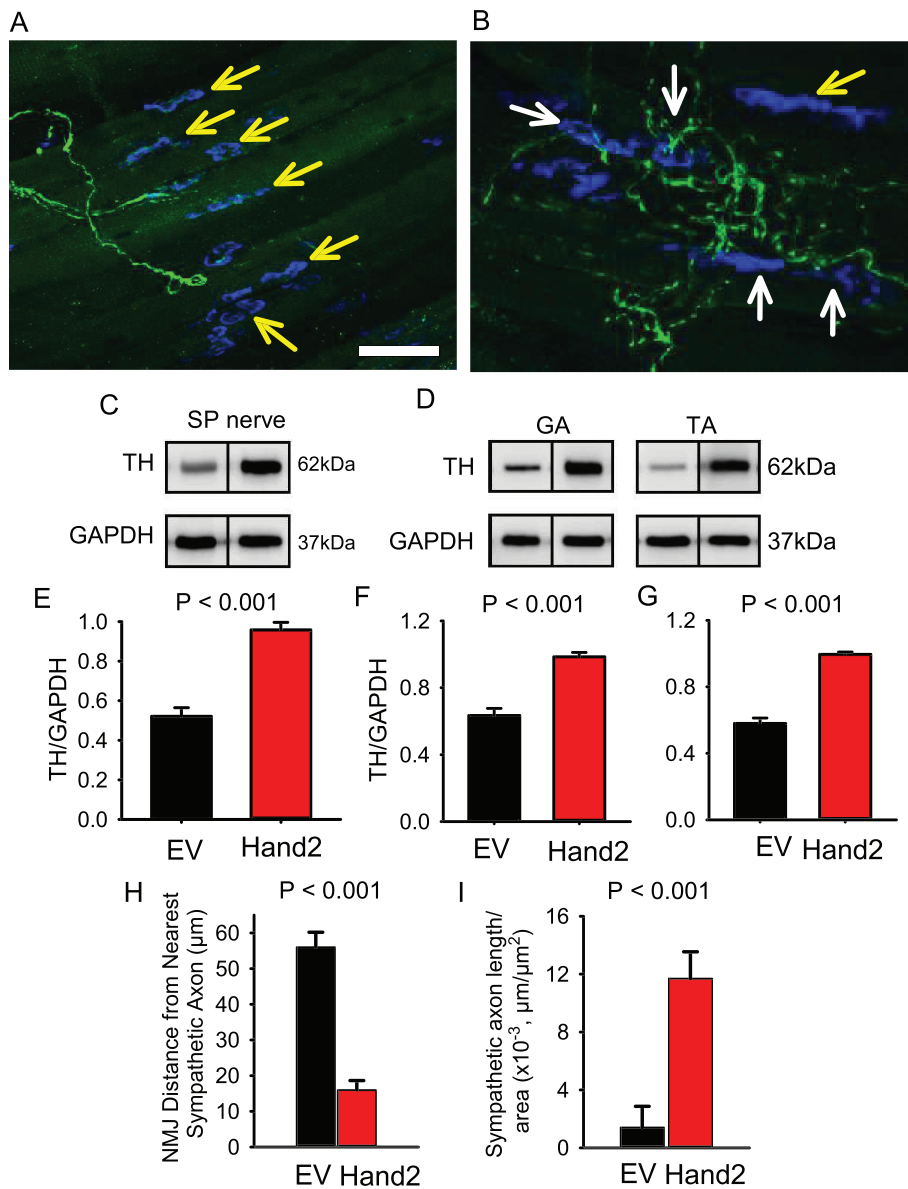 A
B
C
SP nerve
TH
62kDa
GAPDH
37kDa
D
GA
TA
TH
62kDa
GAPDH
37kDa
E
P < 0.001
TH/GAPDH
1.0
0.8
0.6
0.4
0.2
0.0
EV
Hand2
F
P < 0.001
TH/GAPDH
1.2
0.8
0.4
0.0
EV
Hand2
G
P < 0.001
1.2
0.8
0.4
0.0
EV
Hand2
H
P < 0.001
NMJ Distance from Nearest
Sympathetic Axon (μm)
60
50
40
30
20
10
0
EV
Hand2
I
P < 0.001
Sympathetic axon length/
area (x10⁻³, μm/μm²)
16
12
8
4
0
EV
Hand2